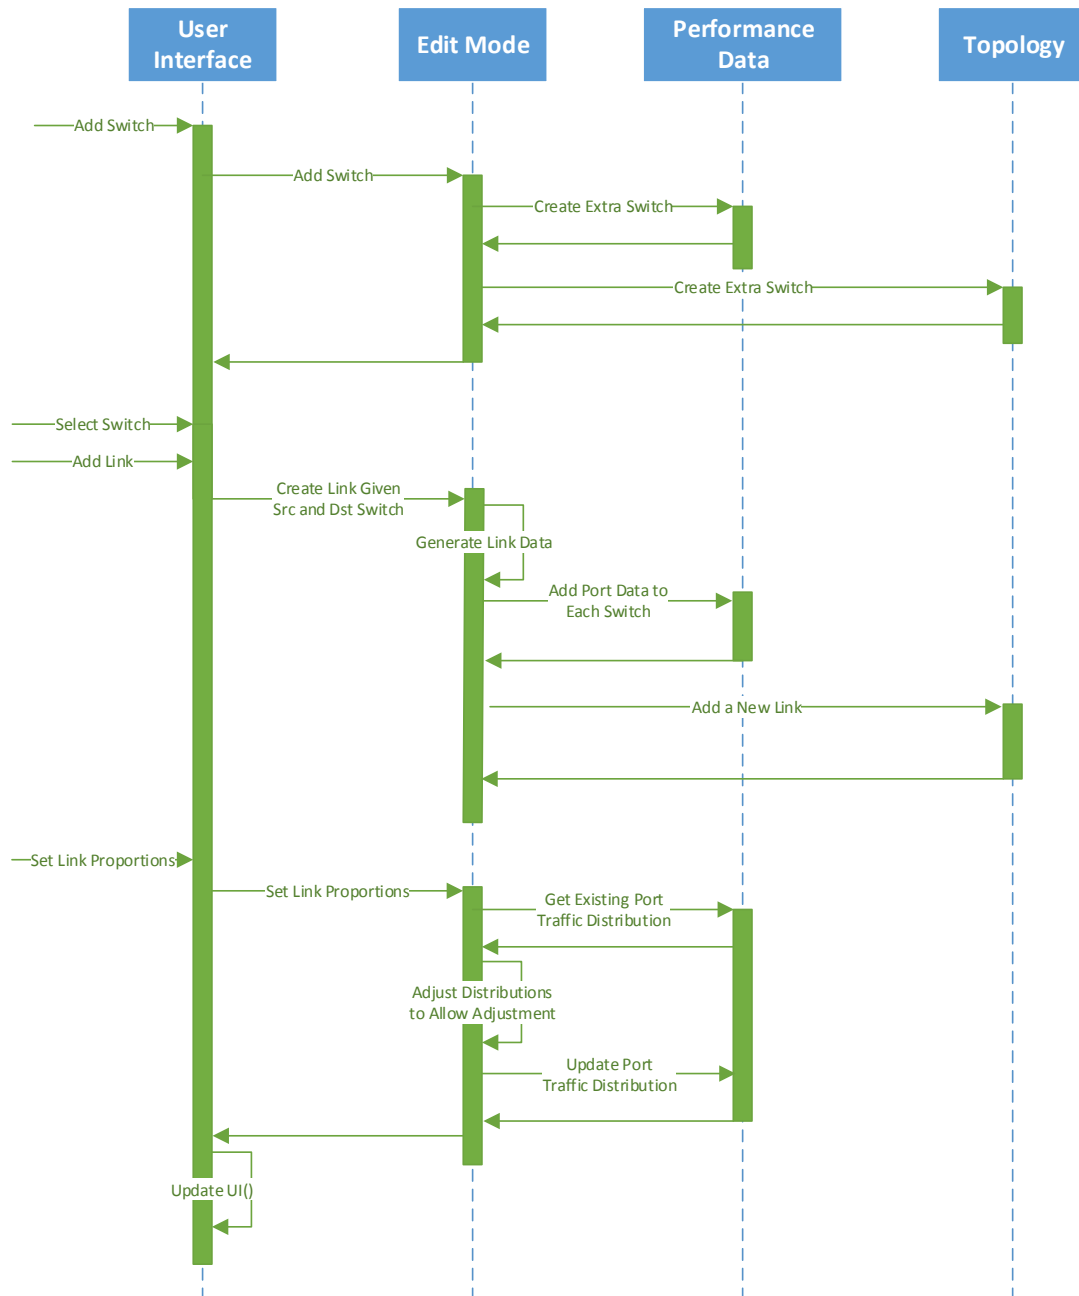 User
Interface
Edit Mode
Performance
Data
Topology
Add Switch
Add Switch
Create Extra Switch
Create Extra Switch
Select Switch
Add Link
Create Link Given
Src and Dst Switch
Generate Link Data
Add Port Data to
Each Switch
Add a New Link
Set Link Proportions
Set Link Proportions
Get Existing Port
Traffic Distribution
Adjust Distributions
to Allow Adjustment
Update Port
Traffic Distribution
Update UI()